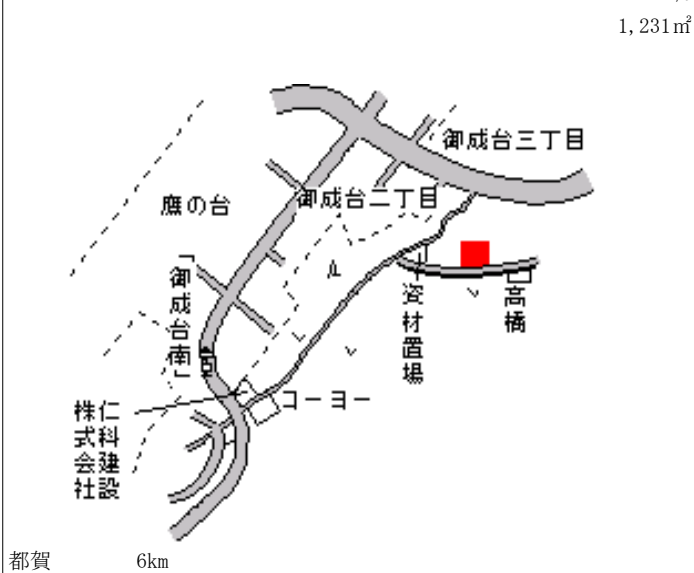 1,231㎡
御成台三丁目
御成台二丁目
鷹の台
「御成台南」
資材置場
高橋
コーヨー
仁科建設
株式会社
都賀 6km